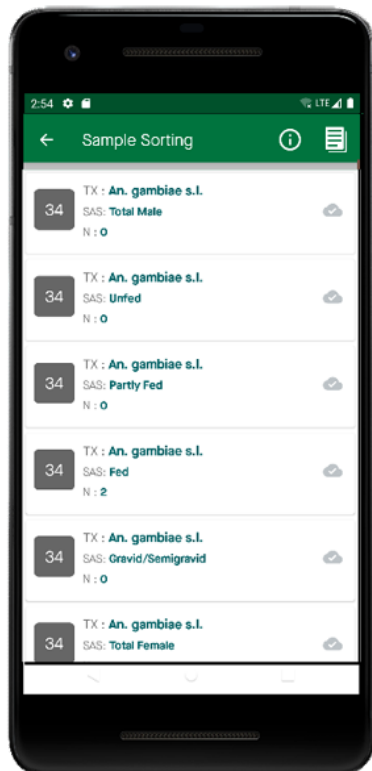 2:54 LTE
Sample Sorting
34
TX : An. gambiae s.l.
SAS: Total Male
N : 0
34
TX : An. gambiae s.l.
SAS: Unfed
N : 0
34
TX : An. gambiae s.l.
SAS: Partly Fed
N : 0
34
TX : An. gambiae s.l.
SAS: Fed
N : 2
34
TX : An. gambiae s.l.
SAS: Gravid/Semigravid
N : 0
34
TX : An. gambiae s.l.
SAS: Total Female